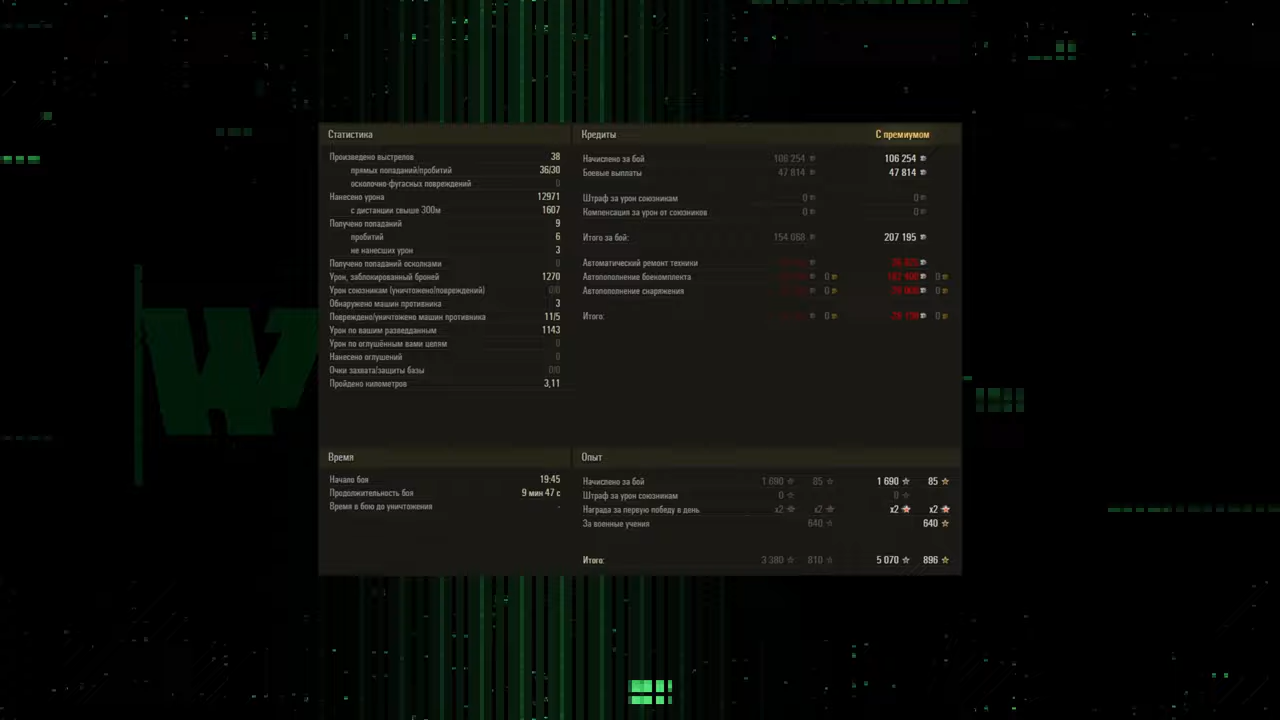 Статистика
Произведено выстрелов 38
прямых попаданий/пробитий 36/30
осколочно-фугасных повреждений 0
Нанесено урона 12971
с дистанции свыше 300м 1607
Получено попаданий 9
пробитий 6
не нанесших урон 3
Получено попаданий осколками 0
Урон, заблокированный бронёй 1270
Урон союзникам (уничтожено/повреждений) 0/0
Обнаружено машин противника 3
Повреждено/уничтожено машин противника 11/5
Урон по вашим разведданным 1143
Урон по оглушённым вами целям 0
Нанесено оглушений 0
Очки захвата/защиты базы 0/0
Пройдено километров 3,11
Кредиты С премиумом
Начислено за бой 106 254 106 254
Боевые выплаты 47 814 47 814
Штраф за урон союзникам 0 0
Компенсация за урон от союзников 0 0
Итого за бой: 154 068 207 195
Автоматический ремонт техники
Автопополнение боекомплекта 0 0
Автопополнение снаряжения 0 0
Итого: 0 0
Время
Начало боя 19:45
Продолжительность боя 9 мин 47 с
Время в бою до уничтожения -
Опыт
Начислено за бой 1 690 85 1 690 85
Штраф за урон союзникам 0 0
Награда за первую победу в день x2 x2 x2 x2
За военные учения 640 640
Итого: 3 380 810 5 070 896
W